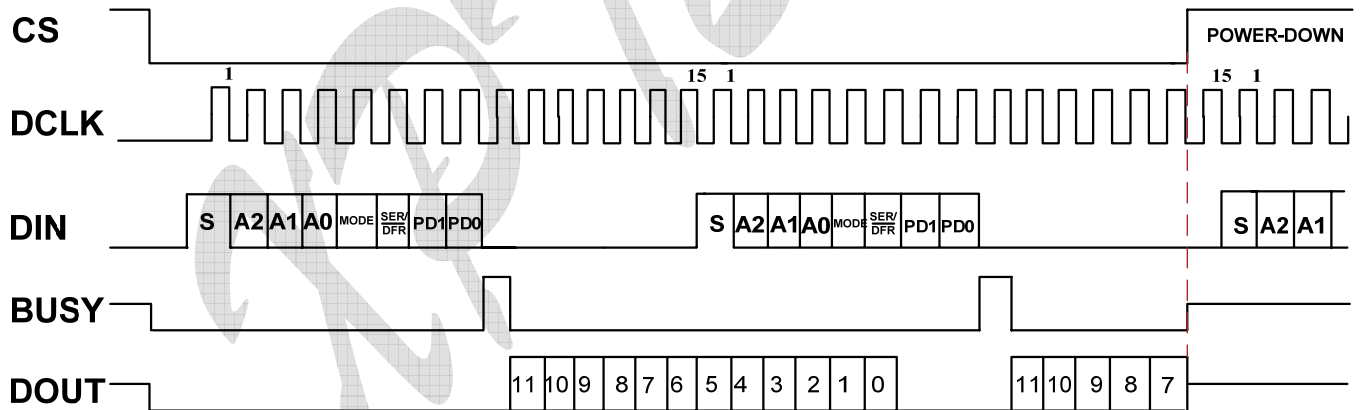 CS
POWER-DOWN
1 15 1 15 1
DCLK
DIN
S A2 A1 A0 MODE SER/DFR PD1 PD0 S A2 A1 A0 MODE SER/DFR PD1 PD0 S A2 A1
BUSY
DOUT
11 10 9 8 7 6 5 4 3 2 1 0 11 10 9 8 7